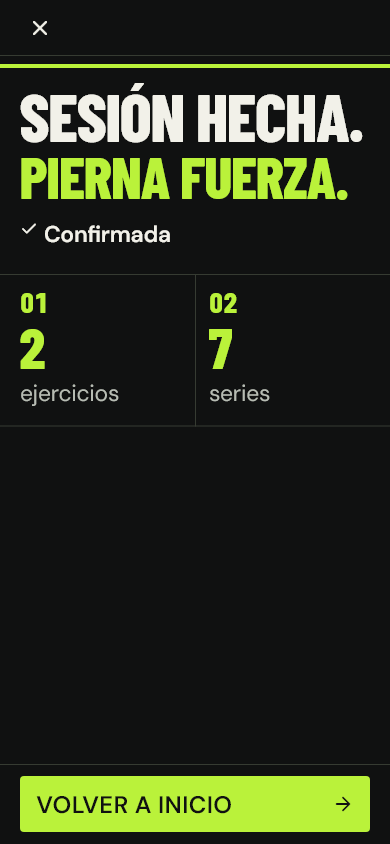 SESIÓN HECHA.
PIERNA FUERZA.
Confirmada
01
2
ejercicios
02
7
series
VOLVER A INICIO